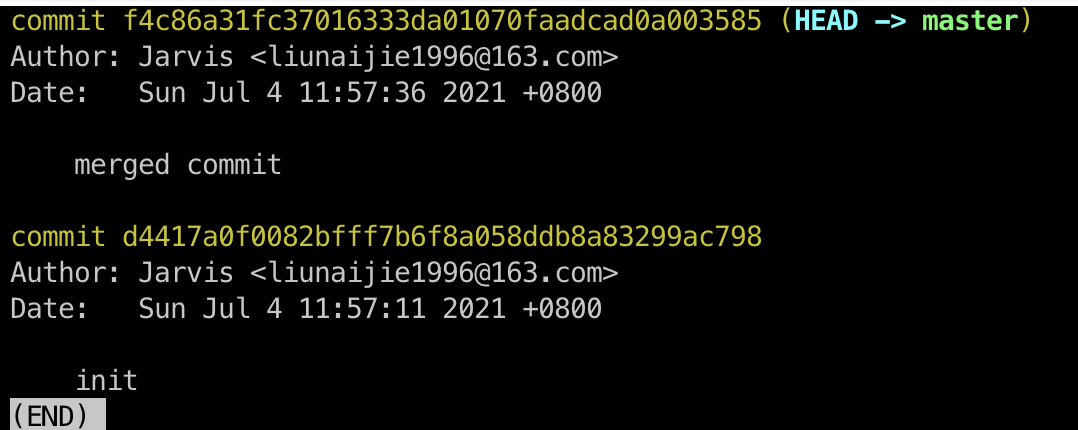 commit f4c86a31fc37016333da01070faadcad0a003585 (HEAD -> master)
Author: Jarvis <liunaijie1996@163.com>
Date:   Sun Jul 4 11:57:36 2021 +0800
    merged commit
commit d4417a0f0082bfff7b6f8a058ddb8a83299ac798
Author: Jarvis <liunaijie1996@163.com>
Date:   Sun Jul 4 11:57:11 2021 +0800
    init
(END)